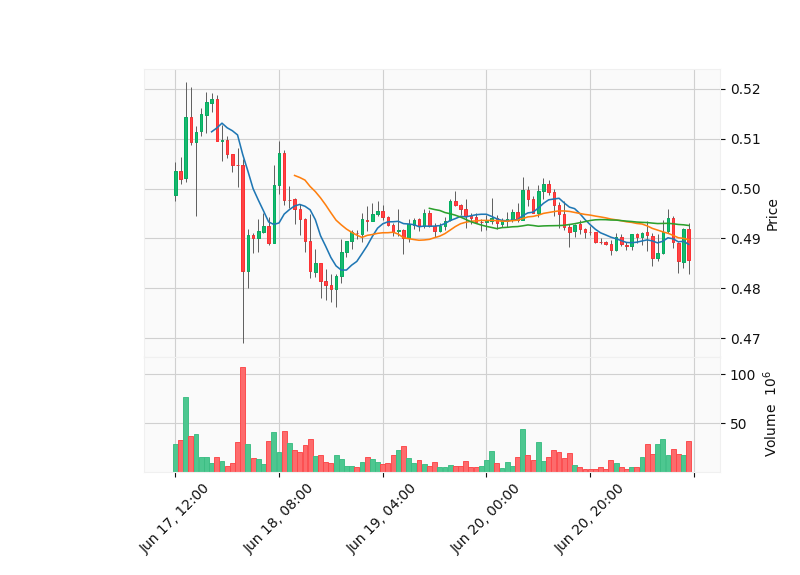 0.52
0.51
0.50
0.49
0.48
0.47
Price
100
50
Volume 10⁶
Jun 17, 12:00
Jun 18, 08:00
Jun 19, 04:00
Jun 20, 00:00
Jun 20, 20:00